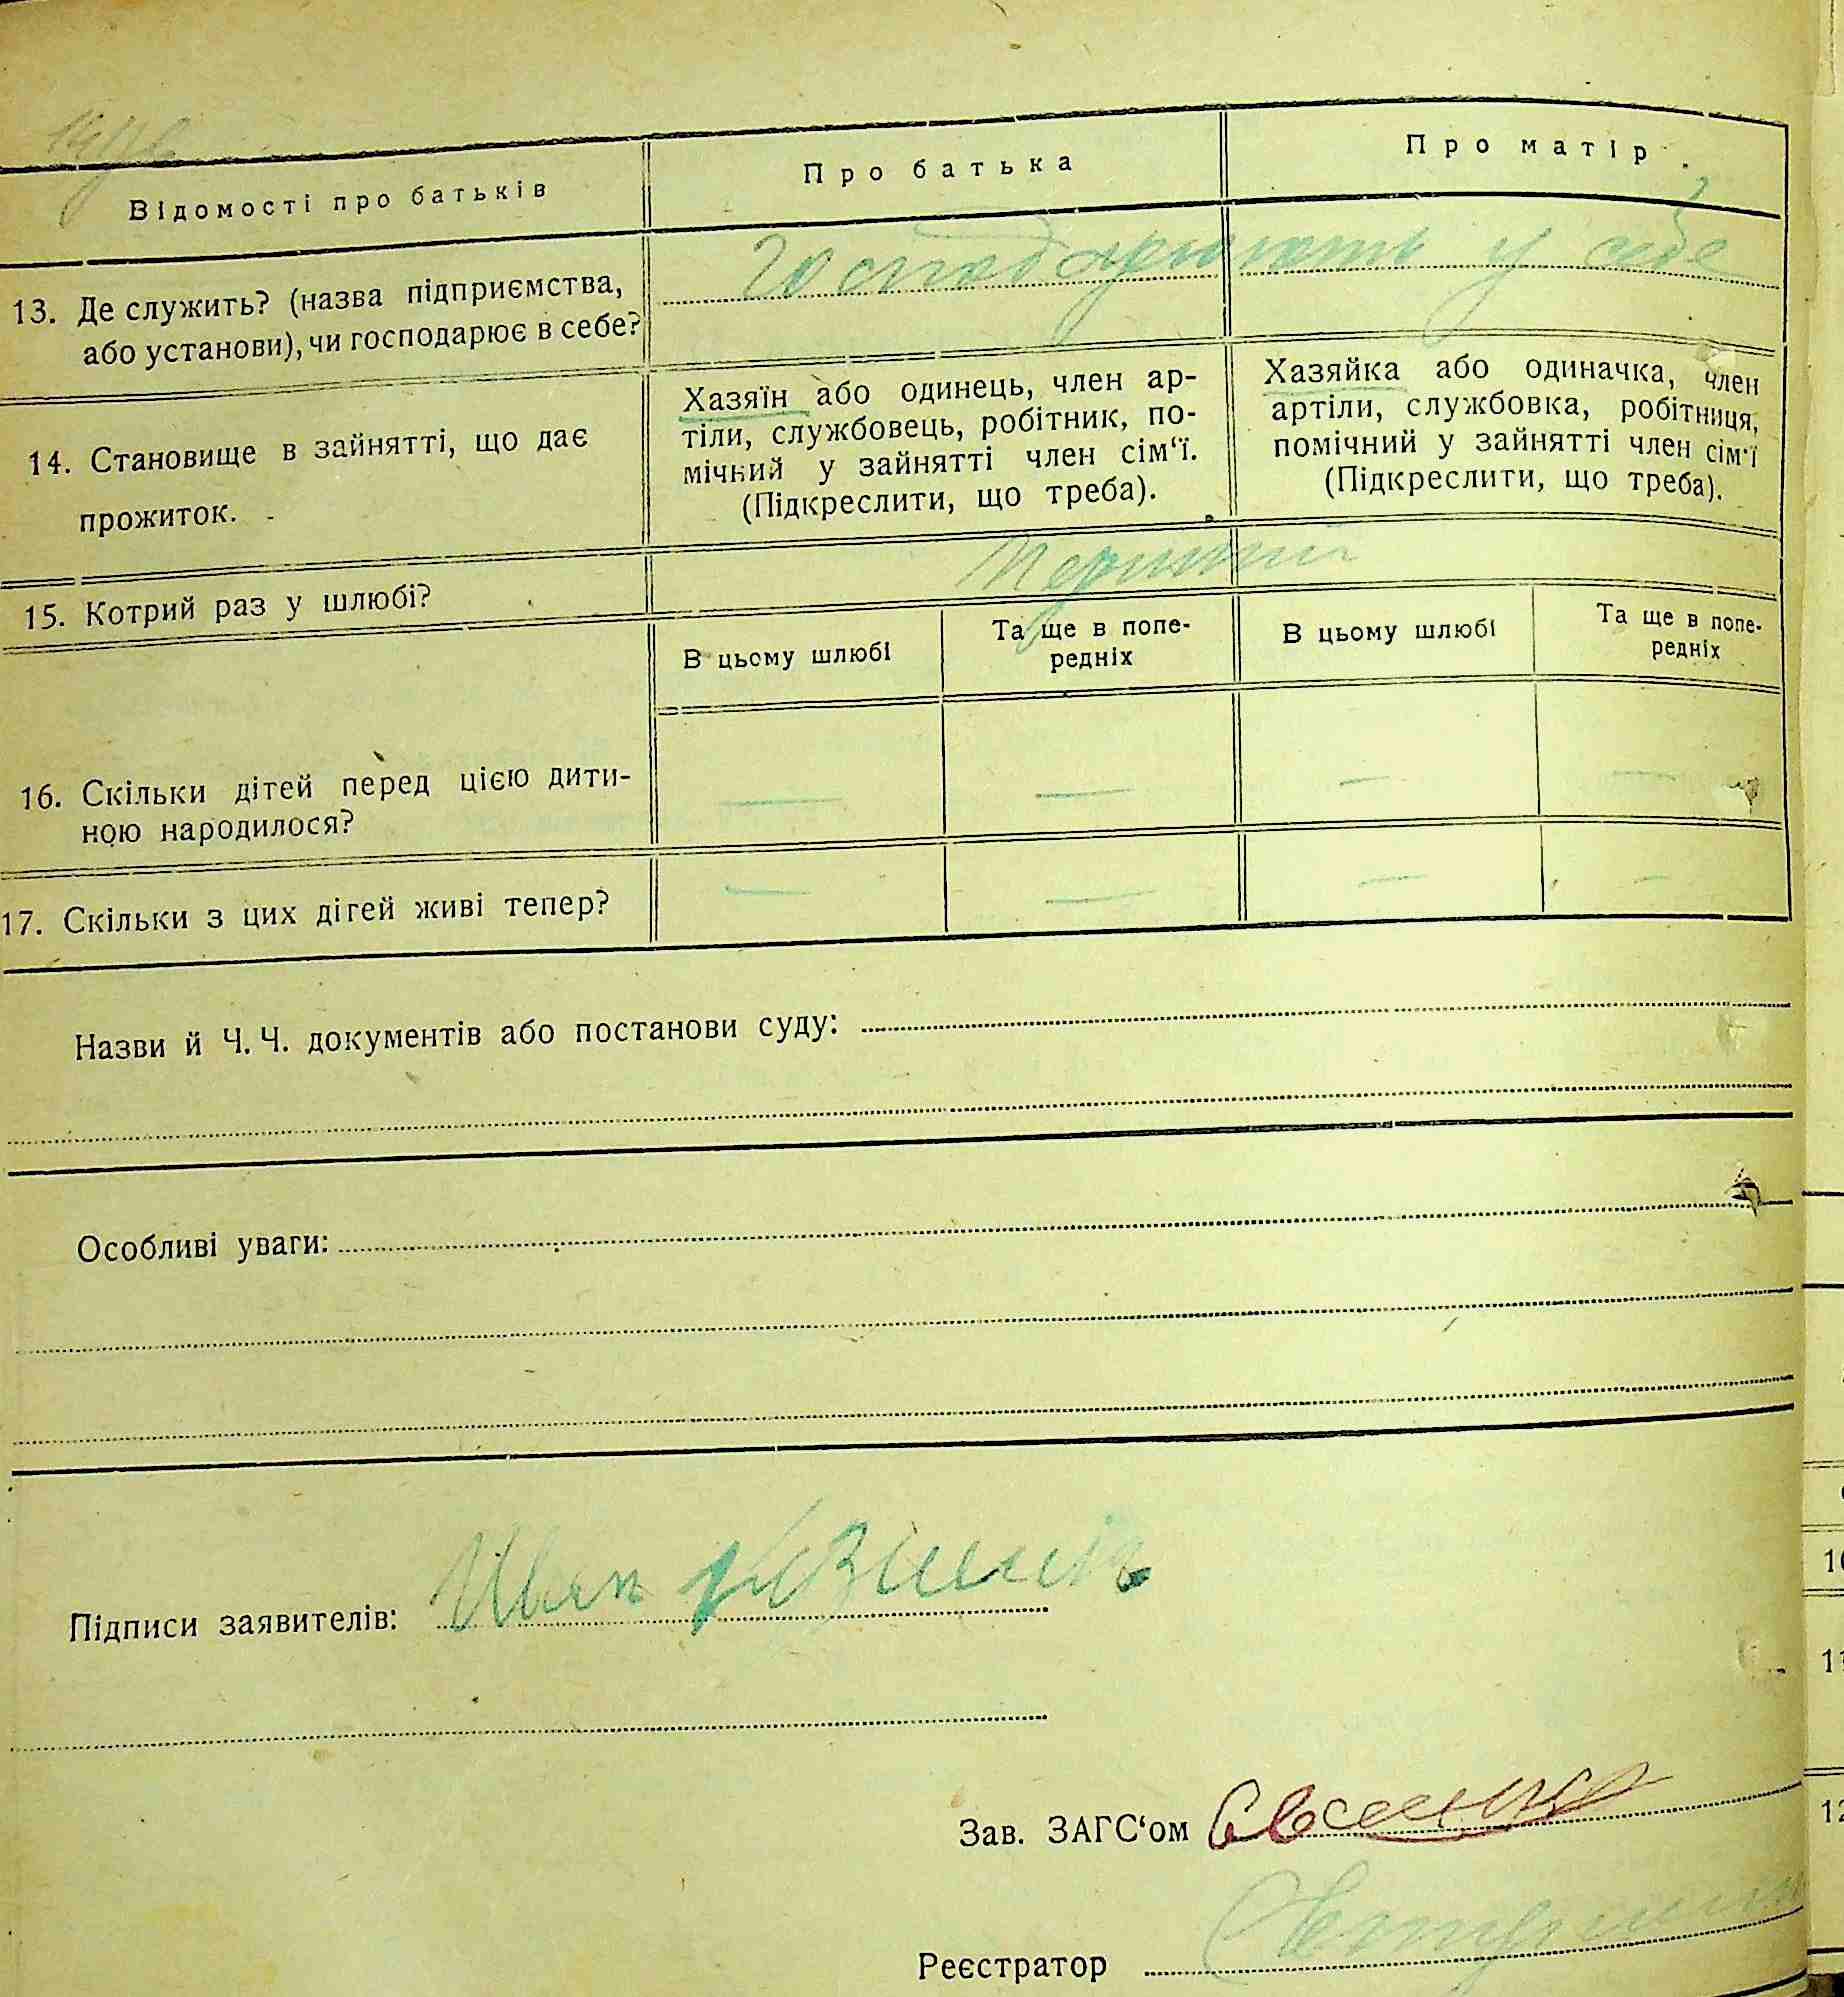 Відомості про батьків
Про батька
Про матір
13. Де служить? (назва підприємства,
або установи), чи господарює в себе?
Господарюють у себе
14. Становище в зайнятті, що дає
прожиток.
Хазяїн або одинець, член ар-
тіли, службовець, робітник, по-
мічний у зайнятті член сім‘ї.
(Підкреслити, що треба).
Хазяйка або одиначка, член
артіли, службовка, робітниця,
помічний у зайнятті член сім‘ї
(Підкреслити, що треба).
15. Котрий раз у шлюбі?
Перший
В цьому шлюбі
Та ще в попе-
редніх
В цьому шлюбі
Та ще в попе-
редніх
16. Скільки дітей перед цією дити-
ною народилося?
— — — —
17. Скільки з цих дітей живі тепер?
— — — —
Назви й Ч. Ч. документів або постанови суду:
Особливі уваги:
Підписи заявителів: Иван
Зав. ЗАГС‘ом
Реєстратор
10
11
12